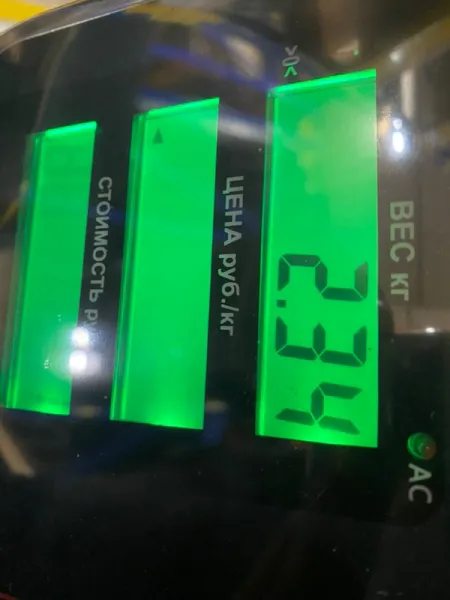 ВЕС кг
AC
2.34
>0<
ЦЕНА руб./кг
СТОИМОСТЬ